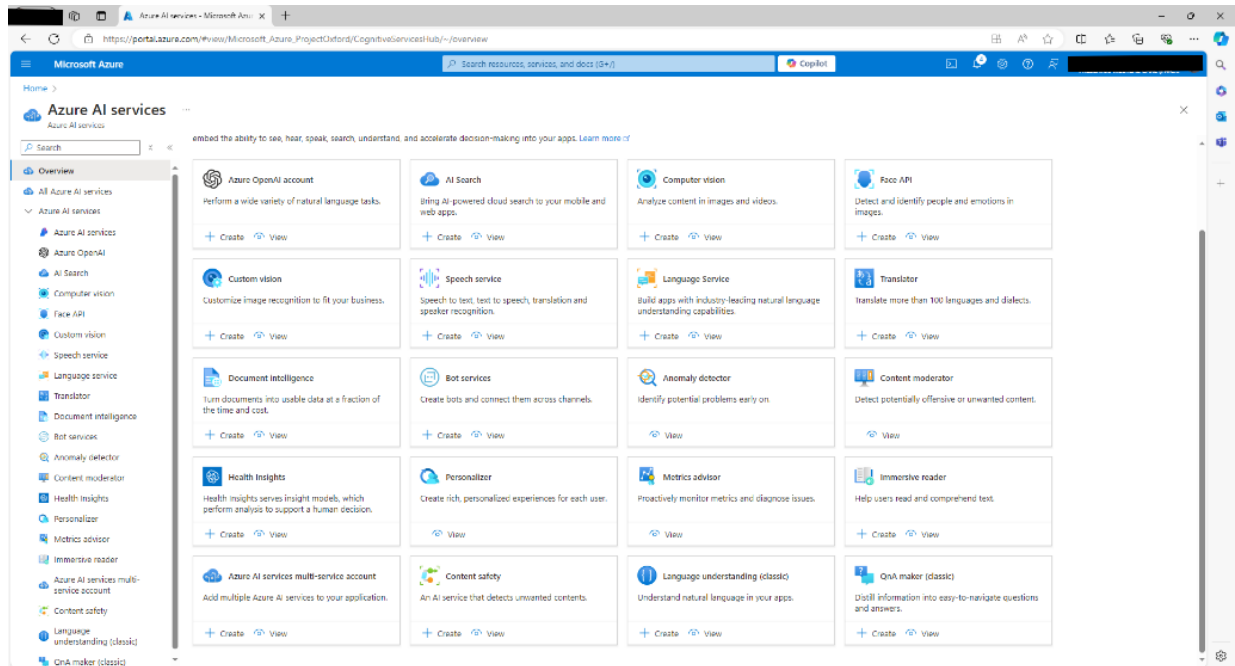 Azure AI services - Microsoft Azur
https://portal.azure.com/#view/Microsoft_Azure_ProjectOxford/CognitiveServicesHub/~/overview
Microsoft Azure
Search resources, services, and docs (G+/)
Copilot
Home >
Azure AI services
Azure AI services
Search
Overview
All Azure AI services
Azure AI services
Azure AI services
Azure OpenAI
AI Search
Computer vision
Face API
Custom vision
Speech service
Language service
Translator
Document intelligence
Bot services
Anomaly detector
Content moderator
Health Insights
Personalizer
Metrics advisor
Immersive reader
Azure AI services multi-
service account
Content safety
Language
understanding (classic)
QnA maker (classic)
embed the ability to see, hear, speak, search, understand, and accelerate decision-making into your apps. Learn more
Azure OpenAI account
Perform a wide variety of natural language tasks.
Create View
AI Search
Bring AI-powered cloud search to your mobile and
web apps.
Create View
Computer vision
Analyze content in images and videos.
Create View
Face API
Detect and identify people and emotions in
images.
Create View
Custom vision
Customize image recognition to fit your business.
Create View
Speech service
Speech to text, text to speech, translation and
speaker recognition.
Create View
Language Service
Build apps with industry-leading natural language
understanding capabilities.
Create View
Translator
Translate more than 100 languages and dialects.
Create View
Document intelligence
Turn documents into usable data at a fraction of
the time and cost.
Create View
Bot services
Create bots and connect them across channels.
Create View
Anomaly detector
Identify potential problems early on.
View
Content moderator
Detect potentially offensive or unwanted content.
View
Health Insights
Health Insights serves insight models, which
perform analysis to support a human decision.
Create View
Personalizer
Create rich, personalized experiences for each user.
View
Metrics advisor
Proactively monitor metrics and diagnose issues.
View
Immersive reader
Help users read and comprehend text.
Create View
Azure AI services multi-service account
Add multiple Azure AI services to your application.
Create View
Content safety
An AI service that detects unwanted contents.
Create View
Language understanding (classic)
Understand natural language in your apps.
Create View
QnA maker (classic)
Distill information into easy-to-navigate questions
and answers.
Create View